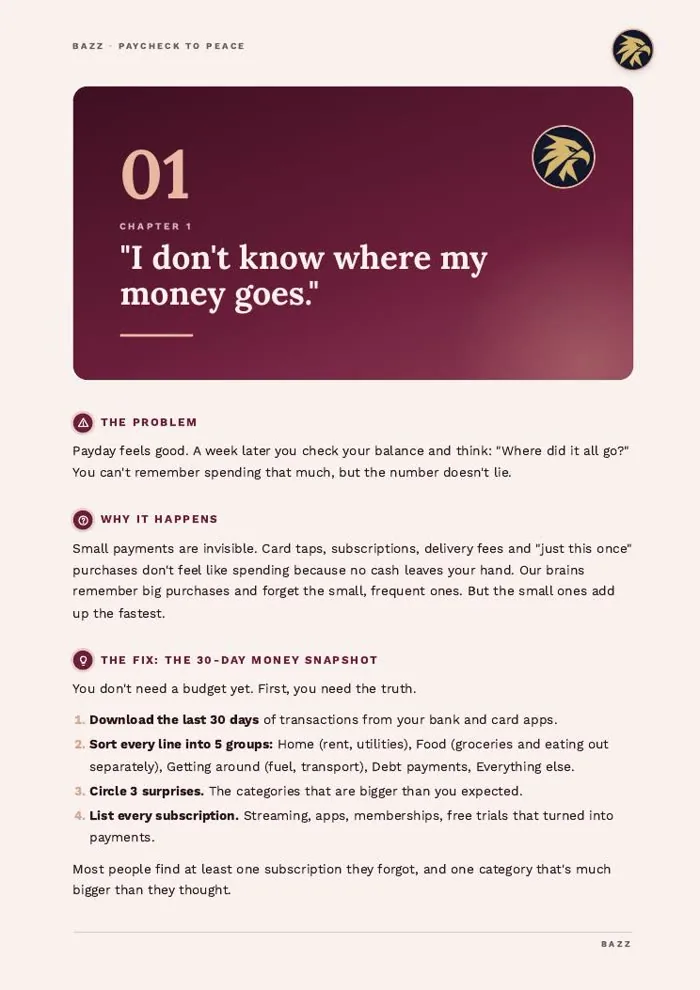 BAZZ · PAYCHECK TO PEACE
01
CHAPTER 1
"I don't know where my
money goes."
THE PROBLEM
Payday feels good. A week later you check your balance and think: "Where did it all go?"
You can't remember spending that much, but the number doesn't lie.
WHY IT HAPPENS
Small payments are invisible. Card taps, subscriptions, delivery fees and "just this once"
purchases don't feel like spending because no cash leaves your hand. Our brains
remember big purchases and forget the small, frequent ones. But the small ones add
up the fastest.
THE FIX: THE 30-DAY MONEY SNAPSHOT
You don't need a budget yet. First, you need the truth.
1. Download the last 30 days of transactions from your bank and card apps.
2. Sort every line into 5 groups: Home (rent, utilities), Food (groceries and eating out
separately), Getting around (fuel, transport), Debt payments, Everything else.
3. Circle 3 surprises. The categories that are bigger than you expected.
4. List every subscription. Streaming, apps, memberships, free trials that turned into
payments.
Most people find at least one subscription they forgot, and one category that's much
bigger than they thought.
BAZZ